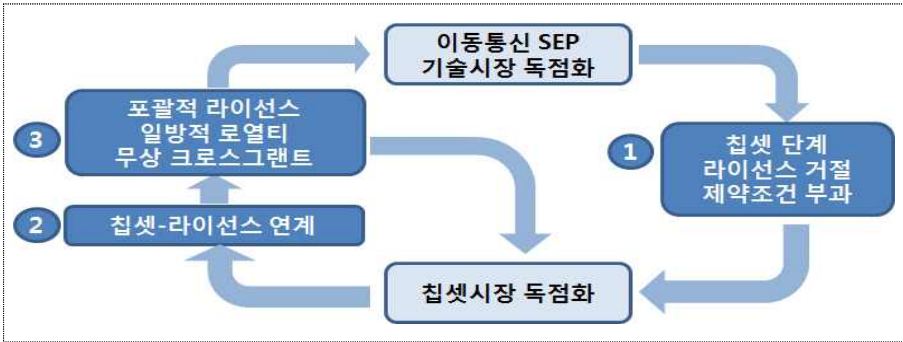 이동통신 SEP
기술시장 독점화
1
칩셋 단계
라이선스 거절
제약조건 부과
칩셋시장 독점화
2
칩셋-라이선스 연계
3
포괄적 라이선스
일방적 로열티
무상 크로스그랜트